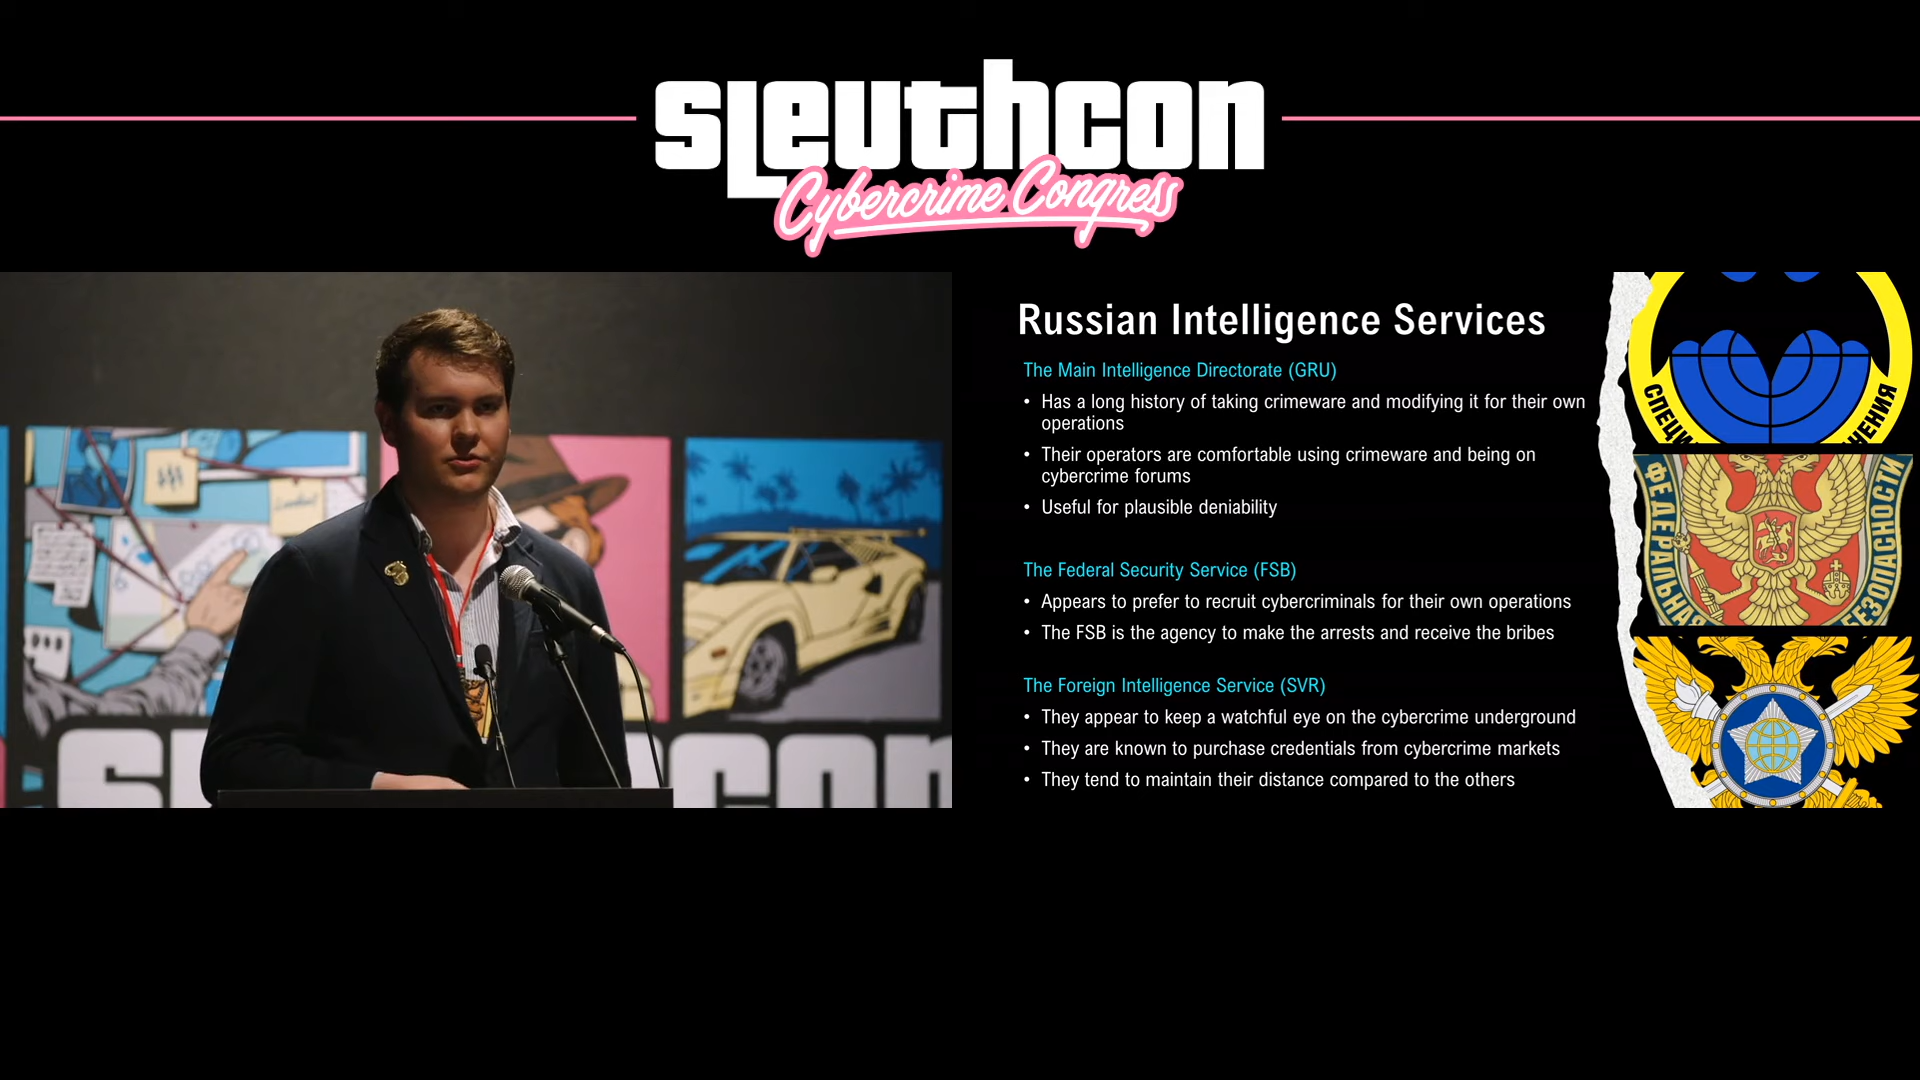 sleuthcon
Cybercrime Congress
Russian Intelligence Services
The Main Intelligence Directorate (GRU)
• Has a long history of taking crimeware and modifying it for their own
operations
• Their operators are comfortable using crimeware and being on
cybercrime forums
• Useful for plausible deniability
The Federal Security Service (FSB)
• Appears to prefer to recruit cybercriminals for their own operations
• The FSB is the agency to make the arrests and receive the bribes
The Foreign Intelligence Service (SVR)
• They appear to keep a watchful eye on the cybercrime underground
• They are known to purchase credentials from cybercrime markets
• They tend to maintain their distance compared to the others
СПЕЦИ
ЧЕНИЯ
ФЕДЕРАЛЬНАЯ
БЕЗОПАСНОСТИ